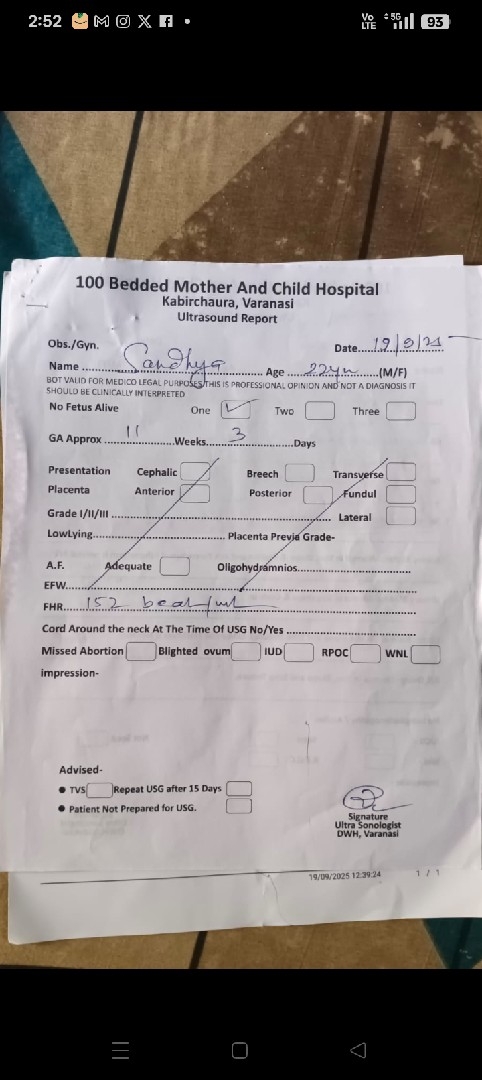 2:52
Vo LTE 5G 93
100 Bedded Mother And Child Hospital
Kabirchaura, Varanasi
Ultrasound Report
Obs./Gyn.
Date....19/9/25
Name ........Sandhya........ Age ....22yr....(M/F)
BOT VALID FOR MEDICO LEGAL PURPOSES THIS IS PROFESSIONAL OPINION AND NOT A DIAGNOSIS IT
SHOULD BE CLINICALLY INTERPRETED
No Fetus Alive One ✓ Two Three
GA Approx ....11....Weeks....3....Days
Presentation Cephalic Breech Transverse
Placenta Anterior Posterior Fundul
Grade I/II/III ........ Lateral
LowLying........ Placenta Previa Grade-
A.F. Adequate Oligohydramnios........
EFW........
FHR....152 beat/
Cord Around the neck At The Time Of USG No/Yes ........
Missed Abortion Blighted ovum IUD RPOC WNL
Impression-
Advised-
• TVS Repeat USG after 15 Days
• Patient Not Prepared for USG.
Signature
Ultra Sonologist
DWH, Varanasi
19/09/2025 12:39:24 1 / 1